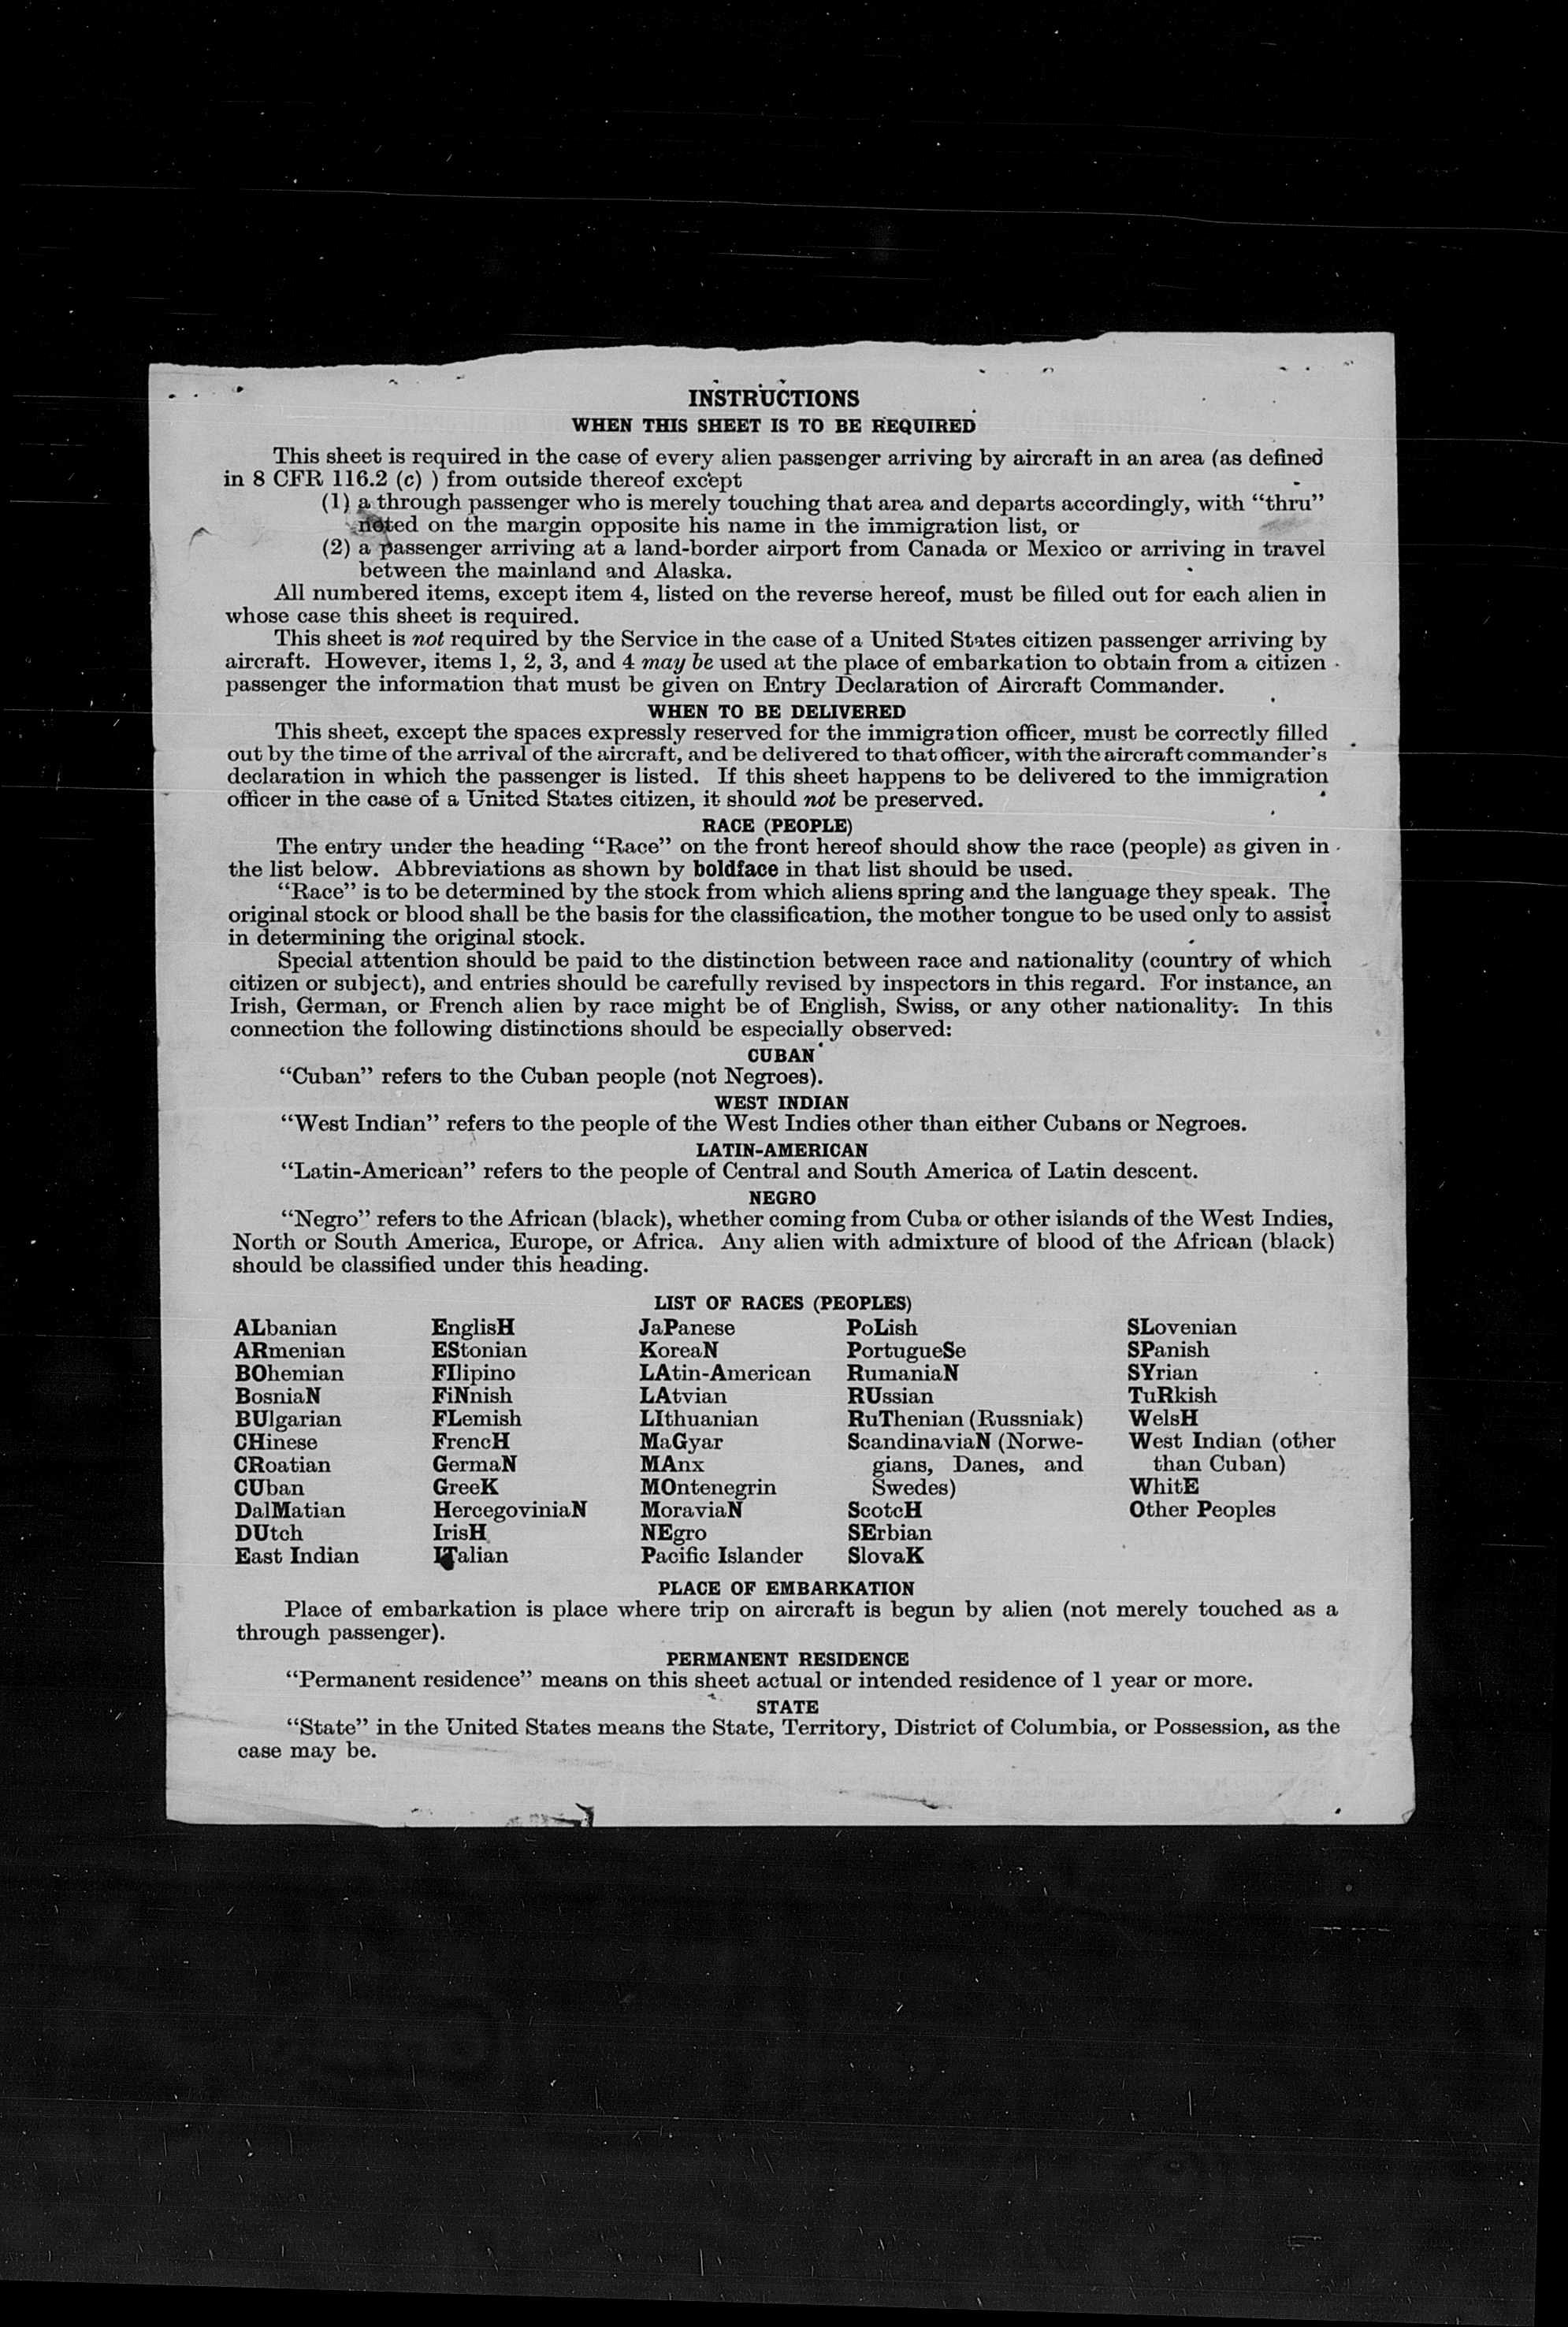 INSTRUCTIONS
WHEN THIS SHEET IS TO BE REQUIRED
This sheet is required in the case of every alien passenger arriving by aircraft in an area (as defined
in 8 CFR 116.2 (c) ) from outside thereof except
(1) a through passenger who is merely touching that area and departs accordingly, with “thru”
noted on the margin opposite his name in the immigration list, or
(2) a passenger arriving at a land-border airport from Canada or Mexico or arriving in travel
between the mainland and Alaska.
All numbered items, except item 4, listed on the reverse hereof, must be filled out for each alien in
whose case this sheet is required.
This sheet is not required by the Service in the case of a United States citizen passenger arriving by
aircraft. However, items 1, 2, 3, and 4 may be used at the place of embarkation to obtain from a citizen
passenger the information that must be given on Entry Declaration of Aircraft Commander.
WHEN TO BE DELIVERED
This sheet, except the spaces expressly reserved for the immigration officer, must be correctly filled
out by the time of the arrival of the aircraft, and be delivered to that officer, with the aircraft commander’s
declaration in which the passenger is listed. If this sheet happens to be delivered to the immigration
officer in the case of a United States citizen, it should not be preserved.
RACE (PEOPLE)
The entry under the heading “Race” on the front hereof should show the race (people) as given in
the list below. Abbreviations as shown by boldface in that list should be used.
“Race” is to be determined by the stock from which aliens spring and the language they speak. The
original stock or blood shall be the basis for the classification, the mother tongue to be used only to assist
in determining the original stock.
Special attention should be paid to the distinction between race and nationality (country of which
citizen or subject), and entries should be carefully revised by inspectors in this regard. For instance, an
Irish, German, or French alien by race might be of English, Swiss, or any other nationality. In this
connection the following distinctions should be especially observed:
CUBAN
“Cuban” refers to the Cuban people (not Negroes).
WEST INDIAN
“West Indian” refers to the people of the West Indies other than either Cubans or Negroes.
LATIN-AMERICAN
“Latin-American” refers to the people of Central and South America of Latin descent.
NEGRO
“Negro” refers to the African (black), whether coming from Cuba or other islands of the West Indies,
North or South America, Europe, or Africa. Any alien with admixture of blood of the African (black)
should be classified under this heading.
LIST OF RACES (PEOPLES)
ALbanian
ARmenian
BOhemian
BosniaN
BUlgarian
CHinese
CRoatian
CUban
DalMatian
DUtch
East Indian
EnglisH
EStonian
FIlipino
FiNnish
FLemish
FrencH
GermaN
GreeK
HercegoviniaN
IrisH
ITalian
JaPanese
KoreaN
LAtin-American
LAtvian
LIthuanian
MaGyar
MAnx
MOntenegrin
MoraviaN
NEgro
Pacific Islander
PoLish
PortugueSe
RumaniaN
RUssian
RuThenian (Russniak)
ScandinaviaN (Norwe-
gians, Danes, and
Swedes)
ScotcH
SErbian
SlovaK
SLovenian
SPanish
SYrian
TuRkish
WelsH
West Indian (other
than Cuban)
WhitE
Other Peoples
PLACE OF EMBARKATION
Place of embarkation is place where trip on aircraft is begun by alien (not merely touched as a
through passenger).
PERMANENT RESIDENCE
“Permanent residence” means on this sheet actual or intended residence of 1 year or more.
STATE
“State” in the United States means the State, Territory, District of Columbia, or Possession, as the
case may be.